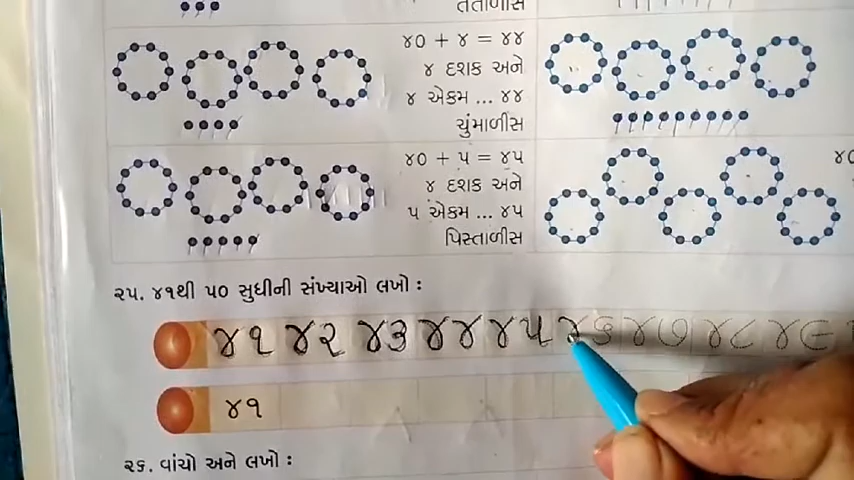 તેતાળીસ
૪૦ + ૪ = ૪૪
૪ દશક અને
૪ એકમ ... ૪૪
ચુંમાળીસ
૪૦ + ૫ = ૪૫
૪ દશક અને
૫ એકમ ... ૪૫
પિસ્તાળીસ
૪૦
૨૫. ૪૧થી ૫૦ સુધીની સંખ્યાઓ લખો :
૪૧ ૪૨ ૪૩ ૪૪ ૪૫ ૪૬ ૪૭ ૪૮ ૪૯
૪૧
૨૬. વાંચો અને લખો :